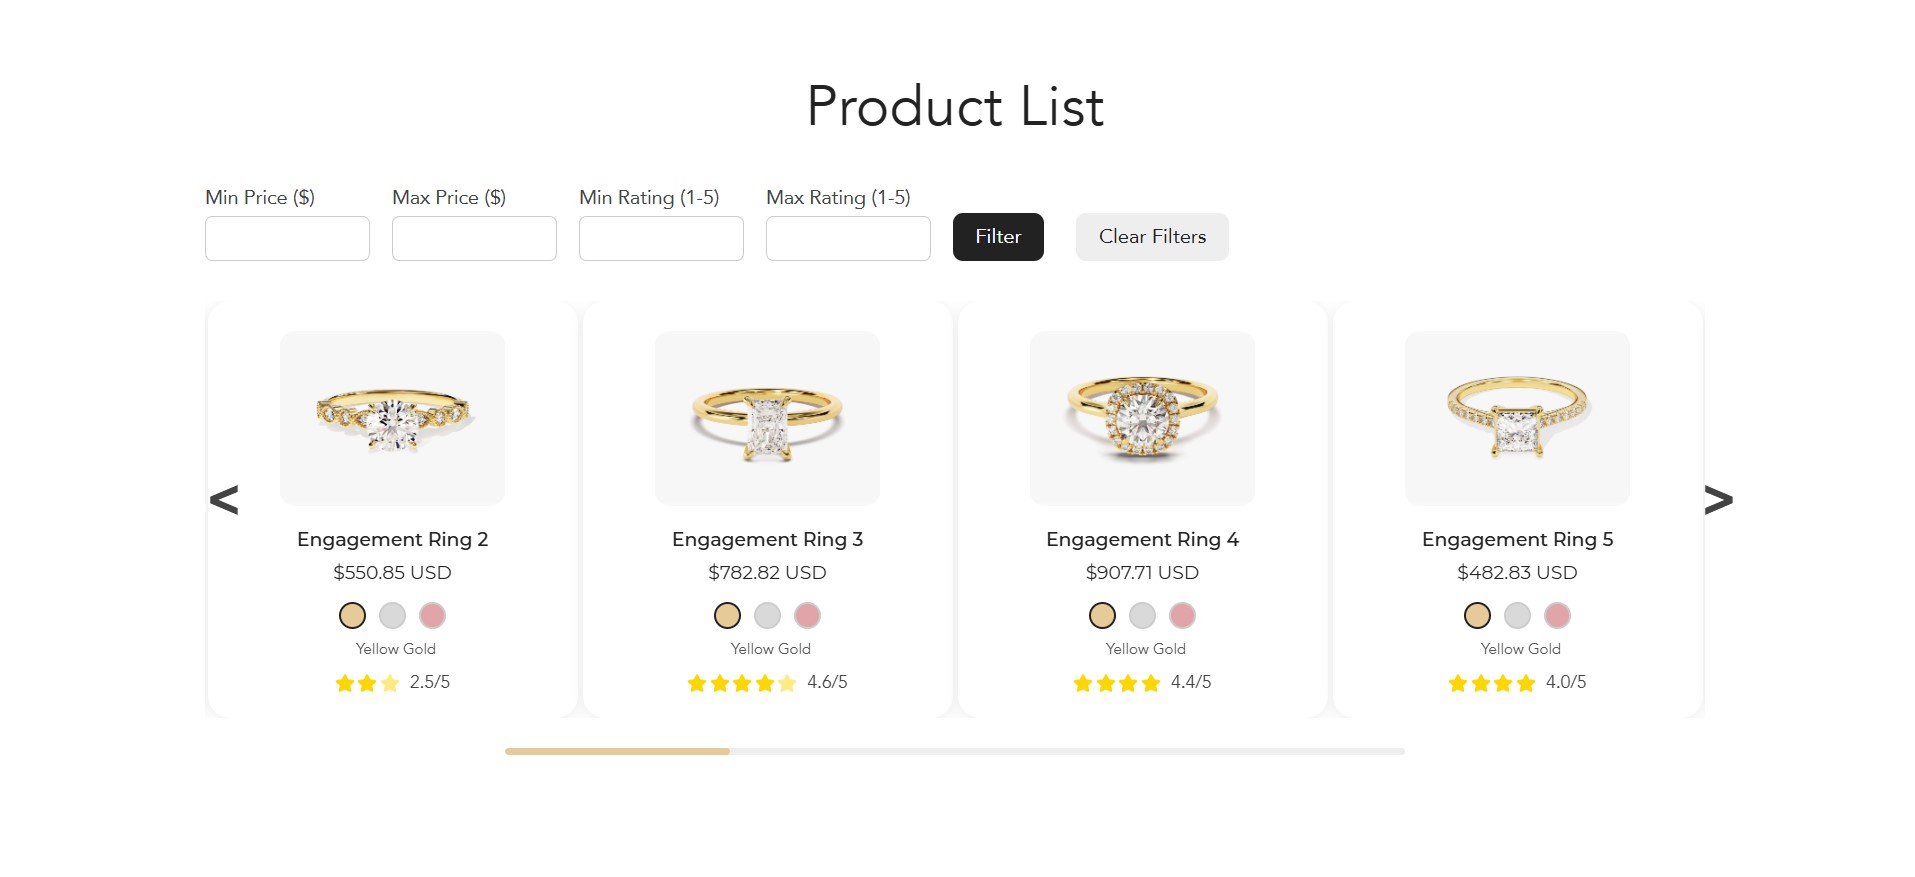 Product List
Min Price ($) Max Price ($) Min Rating (1-5) Max Rating (1-5)
Filter Clear Filters
< >
Engagement Ring 2
$550.85 USD
Yellow Gold
2.5/5
Engagement Ring 3
$782.82 USD
Yellow Gold
4.6/5
Engagement Ring 4
$907.71 USD
Yellow Gold
4.4/5
Engagement Ring 5
$482.83 USD
Yellow Gold
4.0/5